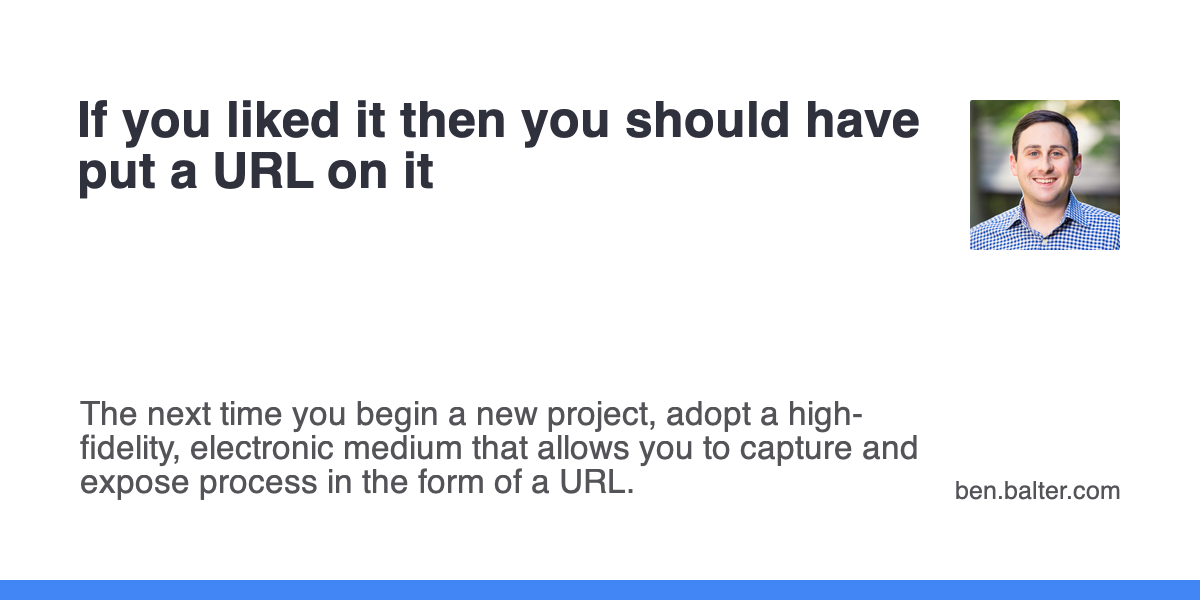 If you liked it then you should have
put a URL on it
The next time you begin a new project, adopt a high-
fidelity, electronic medium that allows you to capture and
expose process in the form of a URL.
ben.balter.com